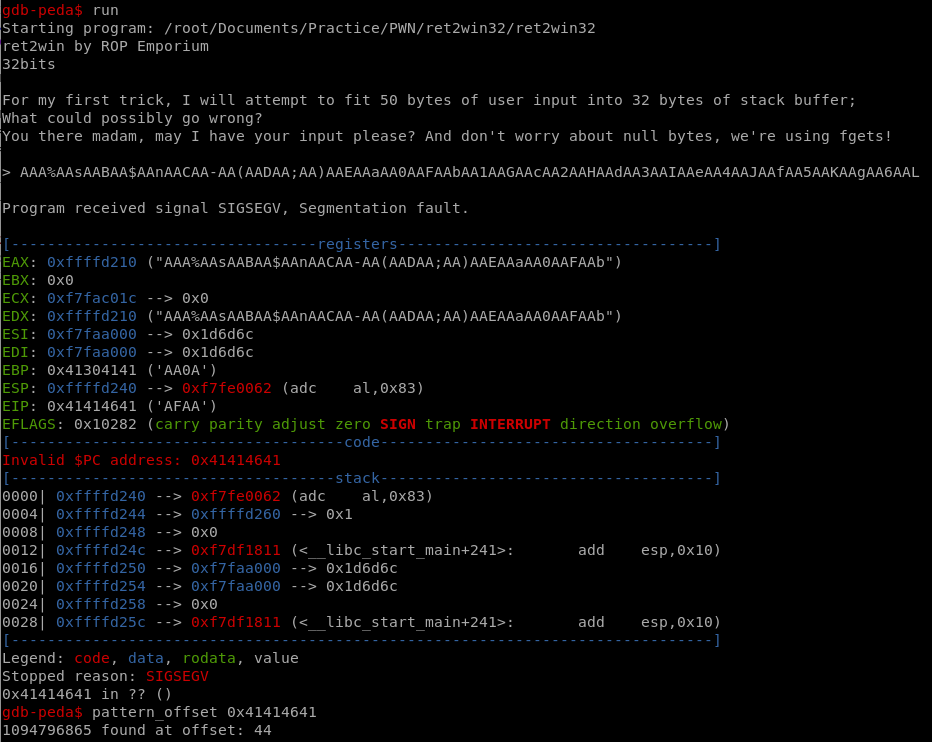 gdb-peda$ run
Starting program: /root/Documents/Practice/PWN/ret2win32/ret2win32
ret2win by ROP Emporium
32bits
For my first trick, I will attempt to fit 50 bytes of user input into 32 bytes of stack buffer;
What could possibly go wrong?
You there madam, may I have your input please? And don't worry about null bytes, we're using fgets!
> AAA%AAsAABAA$AAnAACAA-AA(AADAA;AA)AAEAAaAA0AAFAAbAA1AAGAAcAA2AAHAAdAA3AAIAAeAA4AAJAAfAA5AAKAAgAA6AAL
Program received signal SIGSEGV, Segmentation fault.
[----------------------------------registers-----------------------------------]
EAX: 0xffffd210 ("AAA%AAsAABAA$AAnAACAA-AA(AADAA;AA)AAEAAaAA0AAFAAb")
EBX: 0x0
ECX: 0xf7fac01c --> 0x0
EDX: 0xffffd210 ("AAA%AAsAABAA$AAnAACAA-AA(AADAA;AA)AAEAAaAA0AAFAAb")
ESI: 0xf7faa000 --> 0x1d6d6c
EDI: 0xf7faa000 --> 0x1d6d6c
EBP: 0x41304141 ('AA0A')
ESP: 0xffffd240 --> 0xf7fe0062 (adc    al,0x83)
EIP: 0x41414641 ('AFAA')
EFLAGS: 0x10282 (carry parity adjust zero SIGN trap INTERRUPT direction overflow)
[-------------------------------------code-------------------------------------]
Invalid $PC address: 0x41414641
[------------------------------------stack-------------------------------------]
0000| 0xffffd240 --> 0xf7fe0062 (adc    al,0x83)
0004| 0xffffd244 --> 0xffffd260 --> 0x1
0008| 0xffffd248 --> 0x0
0012| 0xffffd24c --> 0xf7df1811 (<__libc_start_main+241>:       add    esp,0x10)
0016| 0xffffd250 --> 0xf7faa000 --> 0x1d6d6c
0020| 0xffffd254 --> 0xf7faa000 --> 0x1d6d6c
0024| 0xffffd258 --> 0x0
0028| 0xffffd25c --> 0xf7df1811 (<__libc_start_main+241>:       add    esp,0x10)
[------------------------------------------------------------------------------]
Legend: code, data, rodata, value
Stopped reason: SIGSEGV
0x41414641 in ?? ()
gdb-peda$ pattern_offset 0x41414641
1094796865 found at offset: 44